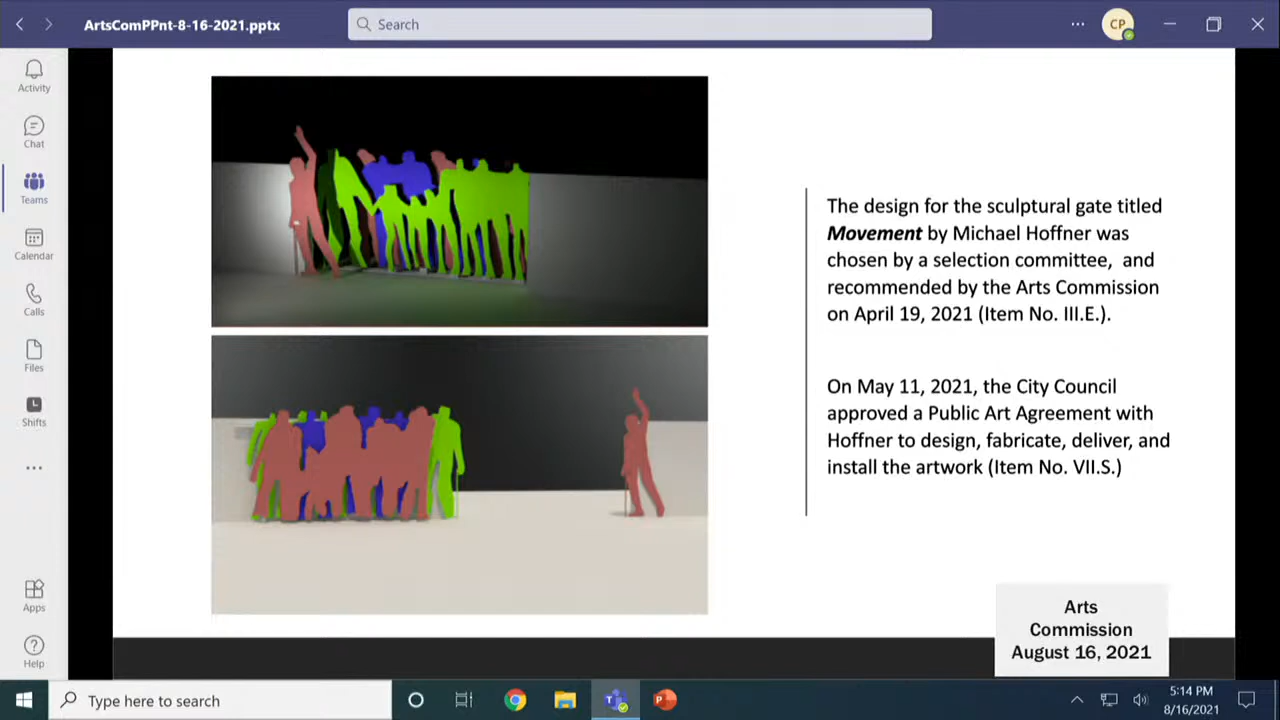 ArtsComPPnt-8-16-2021.pptx
Search
CP
Activity
Chat
Teams
Calendar
Calls
Files
Shifts
Apps
Help
The design for the sculptural gate titled
Movement by Michael Hoffner was
chosen by a selection committee, and
recommended by the Arts Commission
on April 19, 2021 (Item No. III.E.).
On May 11, 2021, the City Council
approved a Public Art Agreement with
Hoffner to design, fabricate, deliver, and
install the artwork (Item No. VII.S.)
Arts
Commission
August 16, 2021
Type here to search
5:14 PM
8/16/2021